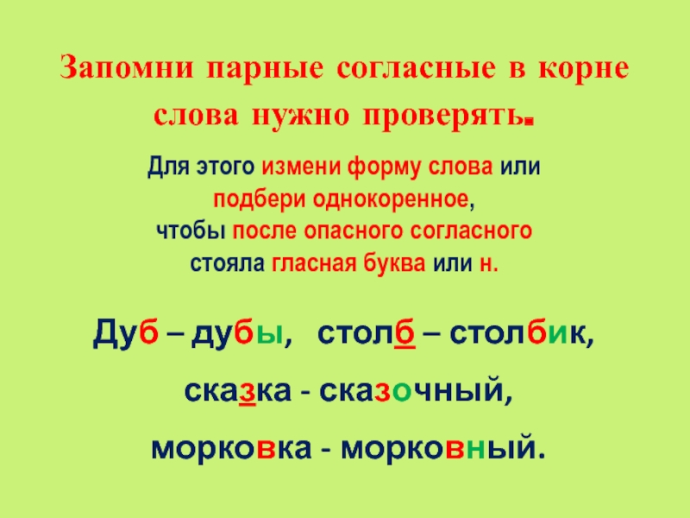 Запомни парные согласные в корне
слова нужно проверять.
Для этого измени форму слова или
подбери однокоренное,
чтобы после опасного согласного
стояла гласная буква или н.
Дуб – дубы, столб – столбик,
сказка - сказочный,
морковка - морковный.